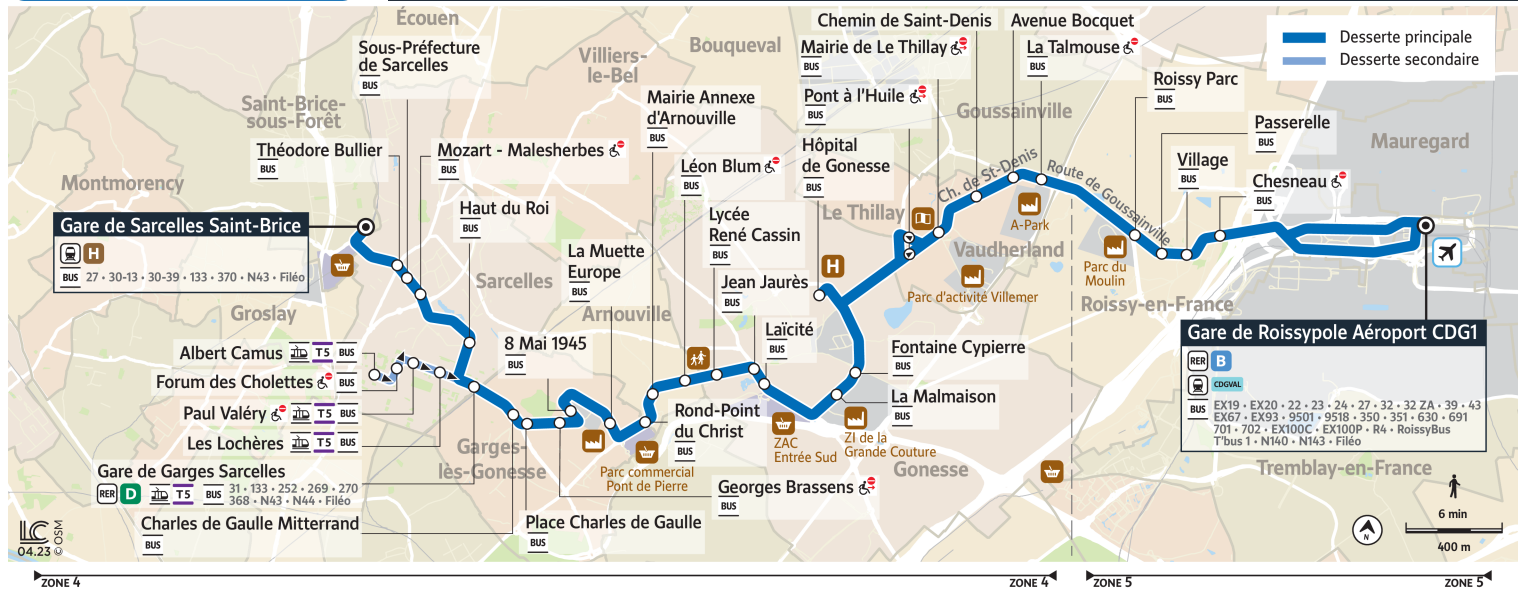 Écouen
Chemin de Saint-Denis
Avenue Bocquet
Desserte principale
Desserte secondaire
Sous-Préfecture
de Sarcelles
BUS
Villiers-
le-Bel
Bouqueval
Mairie de Le Thillay
BUS
La Talmouse
BUS
Roissy Parc
BUS
Saint-Brice-
sous-Forêt
Mairie Annexe
d'Arnouville
BUS
Pont à l'Huile
BUS
Goussainville
Passerelle
BUS
Mauregard
Théodore Bullier
BUS
Mozart - Malesherbes
BUS
Léon Blum
BUS
Hôpital
de Gonesse
BUS
Ch. de St-Denis
Route de Goussainville
Village
BUS
Chesneau
BUS
Montmorency
Haut du Roi
BUS
Lycée
René Cassin
BUS
Le Thillay
A-Park
Gare de Sarcelles Saint-Brice
H
BUS 27 • 30-13 • 30-39 • 133 • 370 • N43 • Filéo
La Muette
Europe
BUS
Sarcelles
Jean Jaurès
BUS
H
Vaudherland
Parc du
Moulin
Parc d'activité Villemer
Roissy-en-France
Groslay
Arnouville
Laïcité
BUS
Gare de Roissypole Aéroport CDG1
RER B
CDGVAL
BUS EX19 • EX20 • 22 • 23 • 24 • 27 • 32 • 32 ZA • 39 • 43
EX67 • EX93 • 9501 • 9518 • 350 • 351 • 630 • 691
701 • 702 • EX100C • EX100P • R4 • RoissyBus
T'bus 1 • N140 • N143 • Filéo
Albert Camus T5 BUS
Forum des Cholettes BUS
Paul Valéry T5 BUS
Les Lochères T5 BUS
8 Mai 1945
BUS
Fontaine Cypierre
BUS
La Malmaison
BUS
Rond-Point
du Christ
BUS
ZAC
Entrée Sud
ZI de la
Grande Couture
Garges-
lès-Gonesse
Parc commercial
Pont de Pierre
Gonesse
Tremblay-en-France
Gare de Garges Sarcelles
RER D T5 BUS 31 • 133 • 252 • 269 • 270
368 • N43 • N44 • Filéo
Georges Brassens
BUS
Charles de Gaulle Mitterrand
BUS
Place Charles de Gaulle
BUS
LC
04.23 © OSM
N
6 min
400 m
ZONE 4
ZONE 4
ZONE 5
ZONE 5